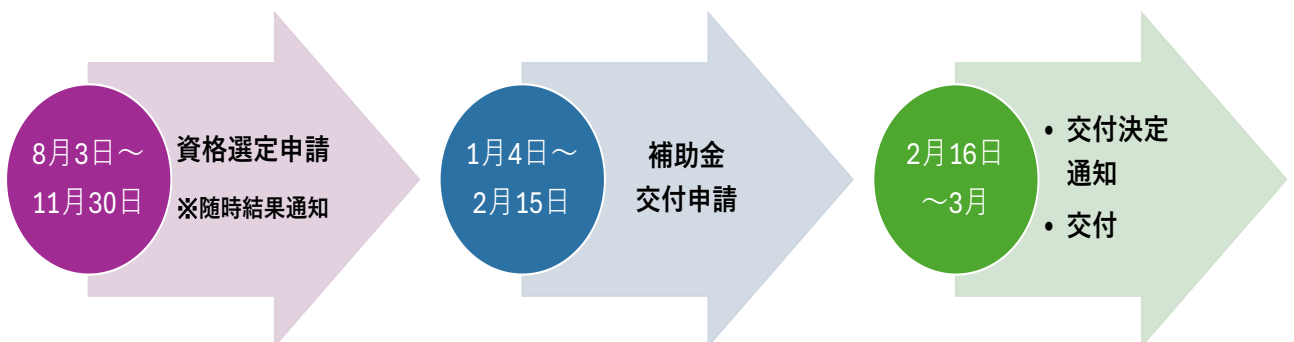 8月3日～
11月30日
資格選定申請
※随時結果通知
1月4日～
2月15日
補助金
交付申請
2月16日
～3月
• 交付決定
通知
• 交付